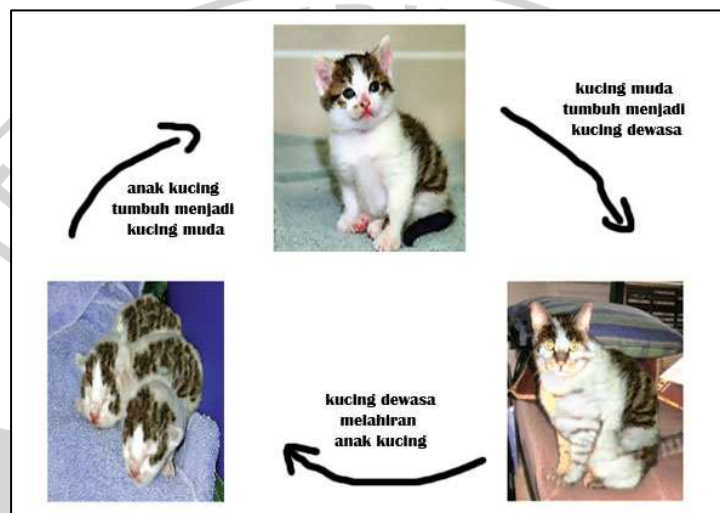 kucing muda
tumbuh menjadi
kucing dewasa
anak kucing
tumbuh menjadi
kucing muda
kucing dewasa
melahiran
anak kucing